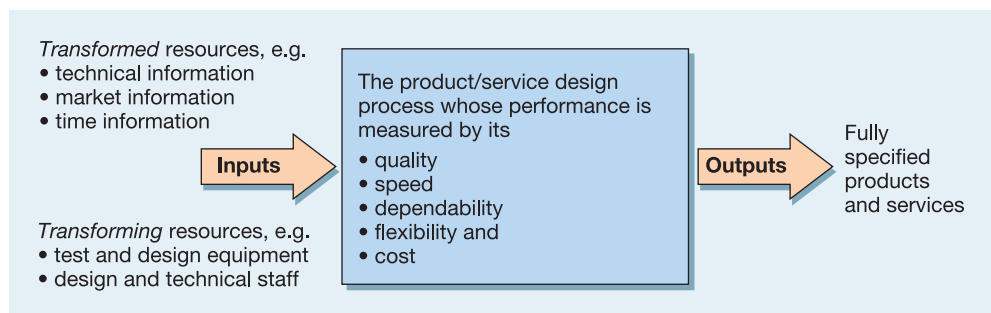 Transformed resources, e.g.
• technical information
• market information
• time information
Inputs
Transforming resources, e.g.
• test and design equipment
• design and technical staff
The product/service design
process whose performance is
measured by its
• quality
• speed
• dependability
• flexibility and
• cost
Outputs
Fully
specified
products
and services